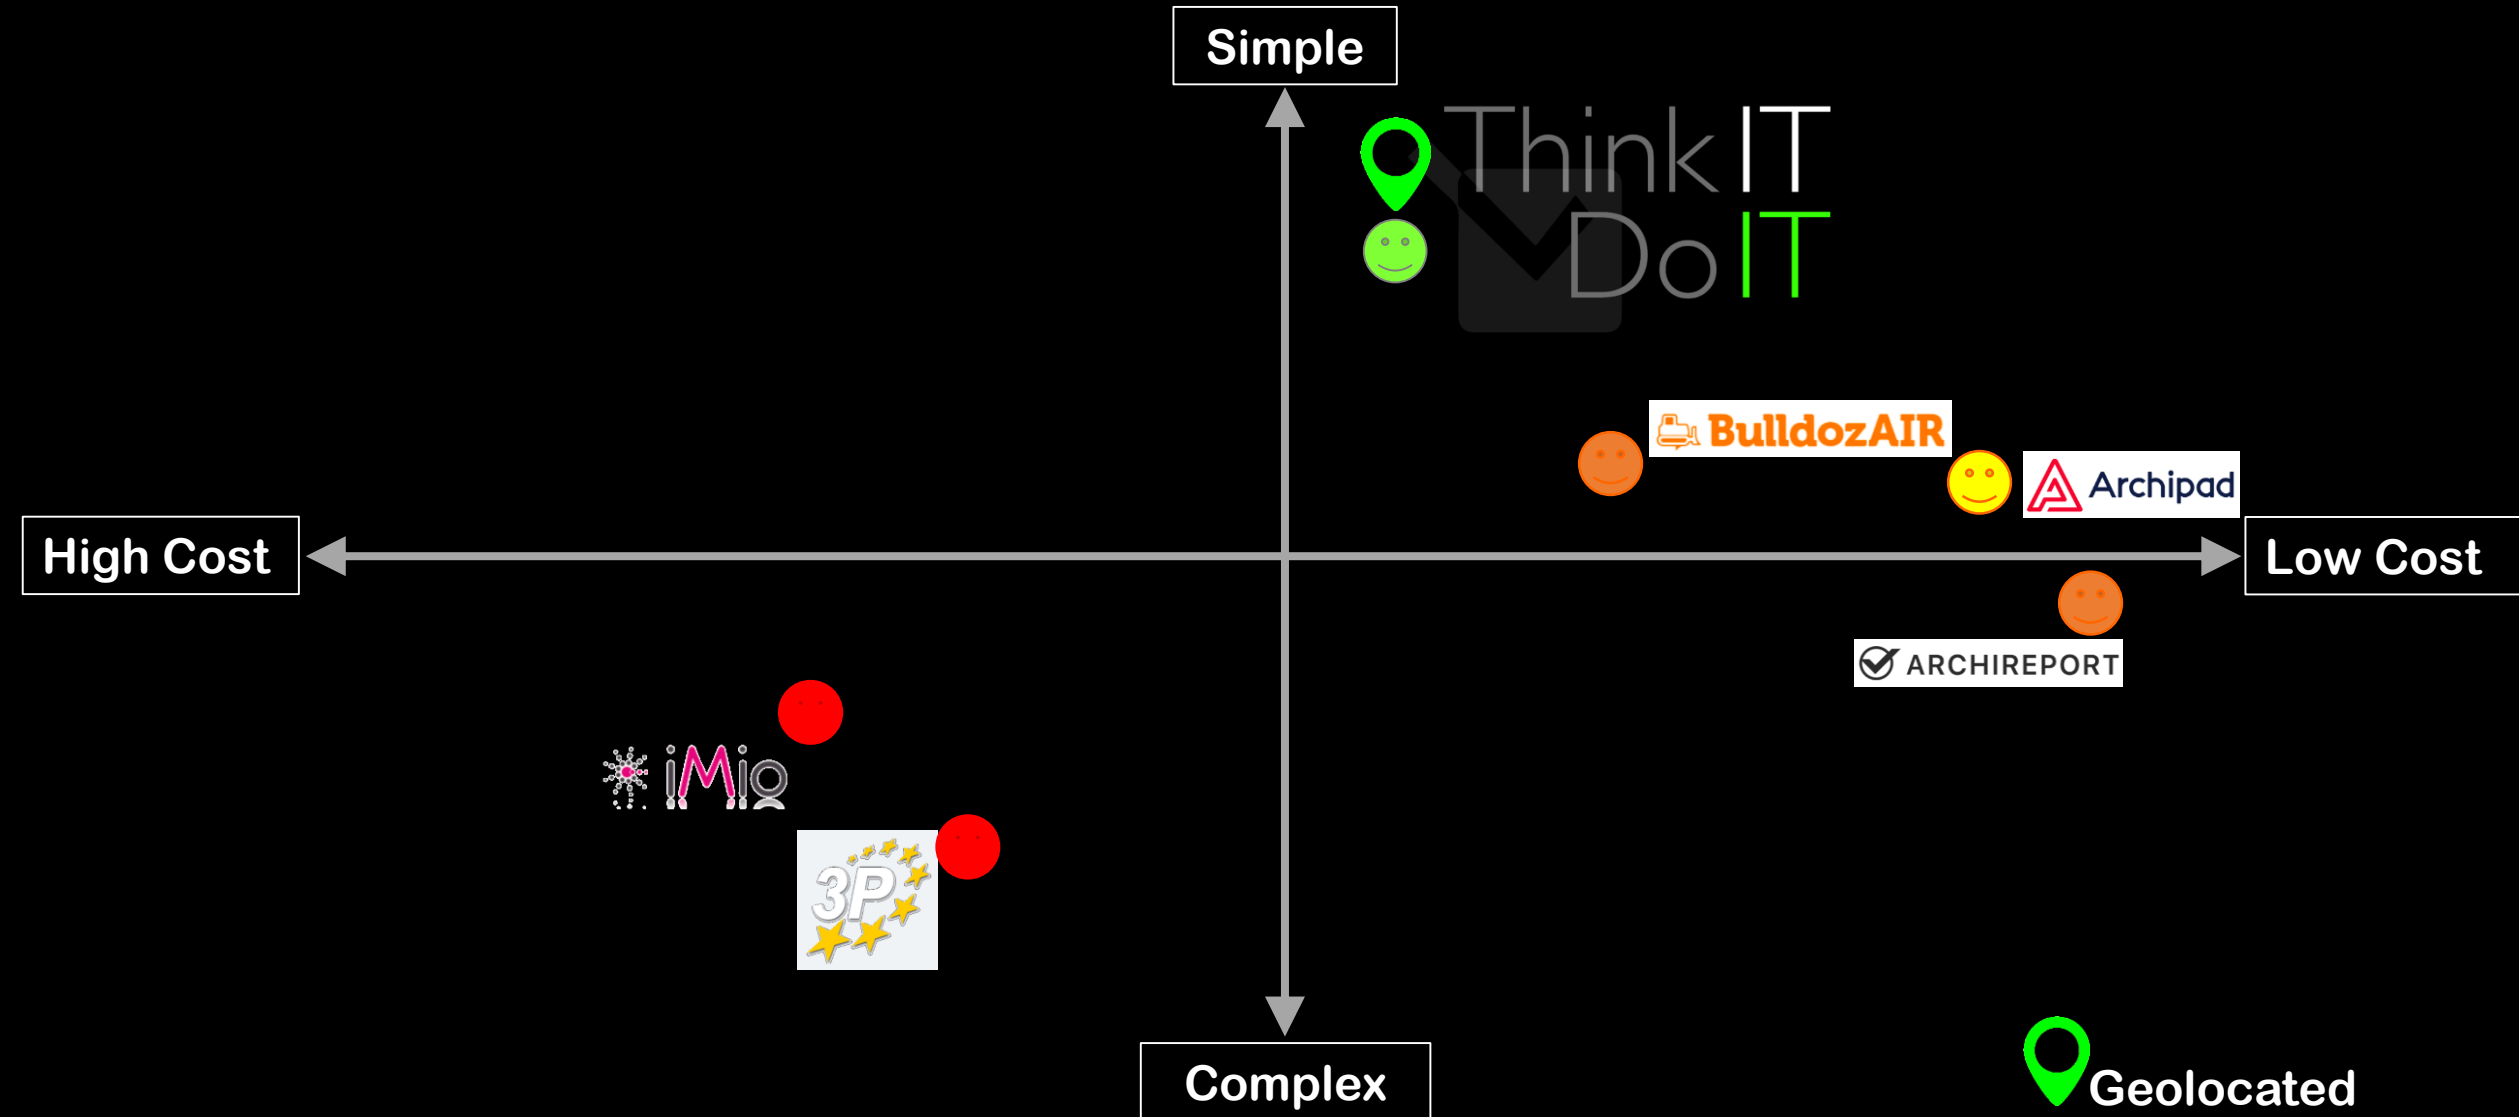 Simple
Think IT
Do IT
BulldozAIR
Archipad
High Cost
Low Cost
ARCHIREPORT
iMio
3P
Complex
Geolocated